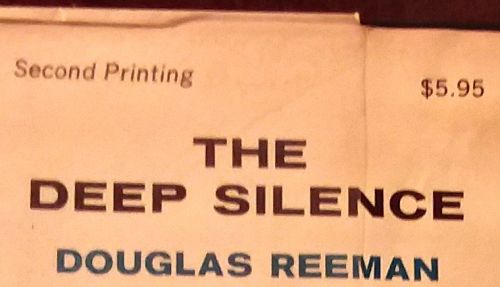 Second Printing
$5.95
THE
DEEP SILENCE
DOUGLAS REEMAN